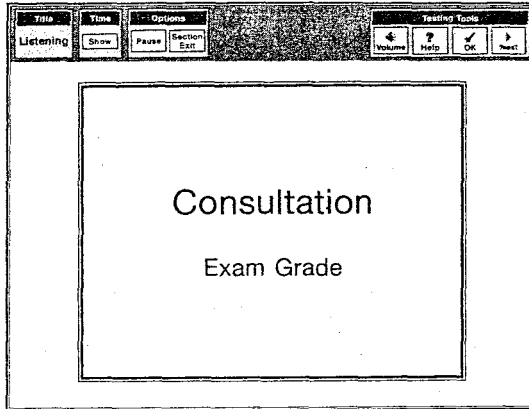 Title
Time
Options
Testing Tools
Listening
Show
Pause
Section
Exit
Volume
Help
OK
Next
Consultation
Exam Grade